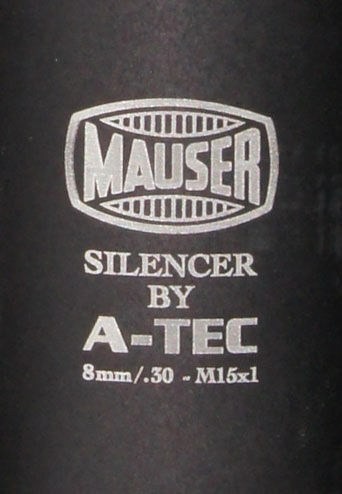 MAUSER
SILENCER
BY
A-TEC
8mm/.30 - M15x1